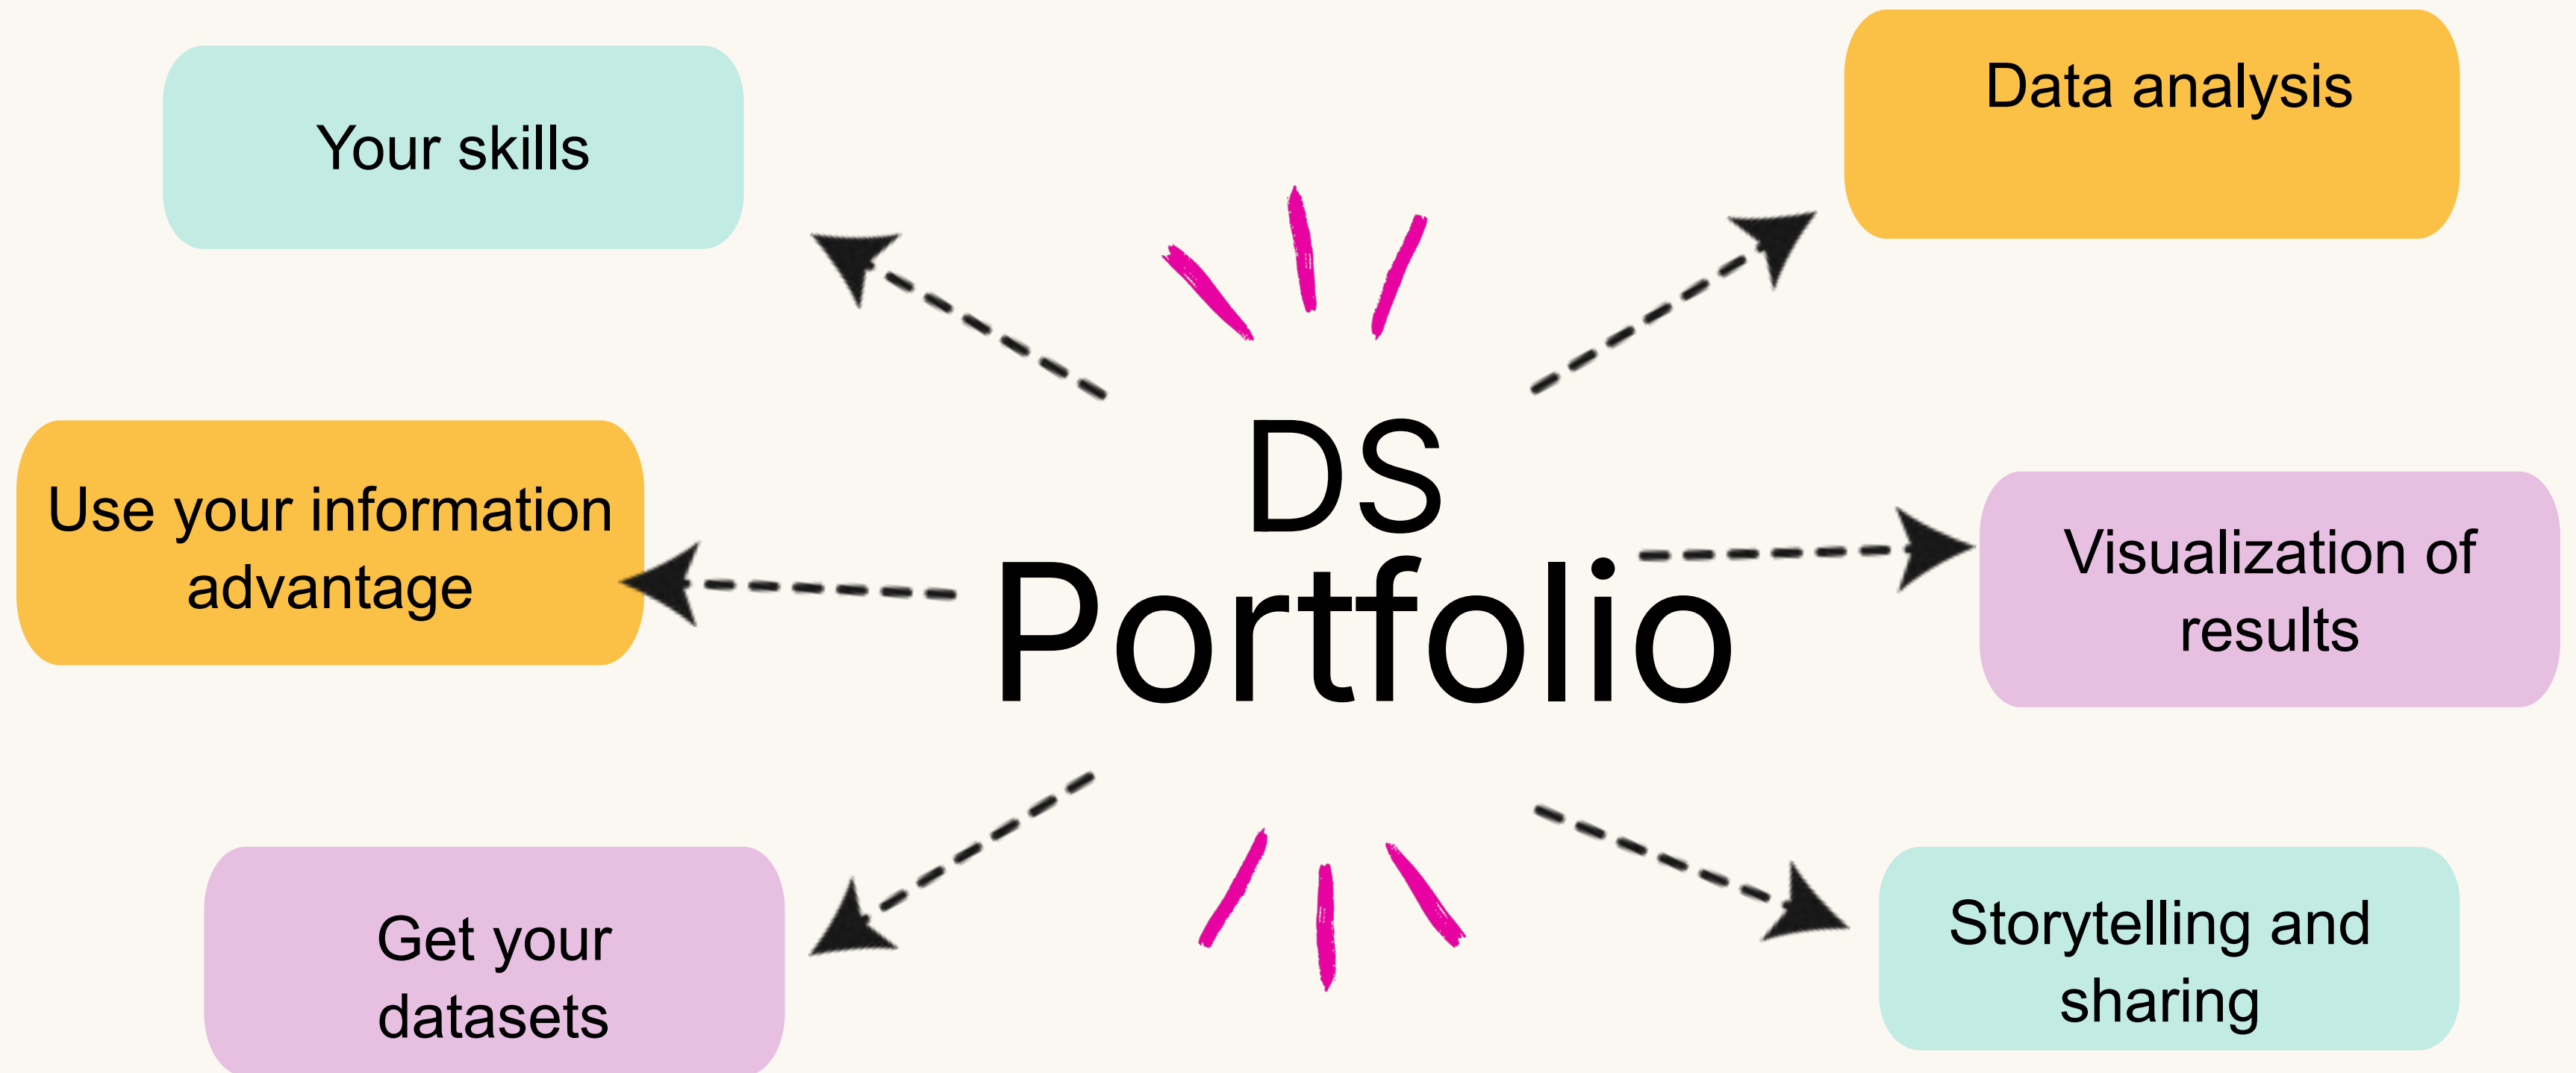 Your skills
Data analysis
Use your information
advantage
DS
Portfolio
Visualization of
results
Get your
datasets
Storytelling and
sharing